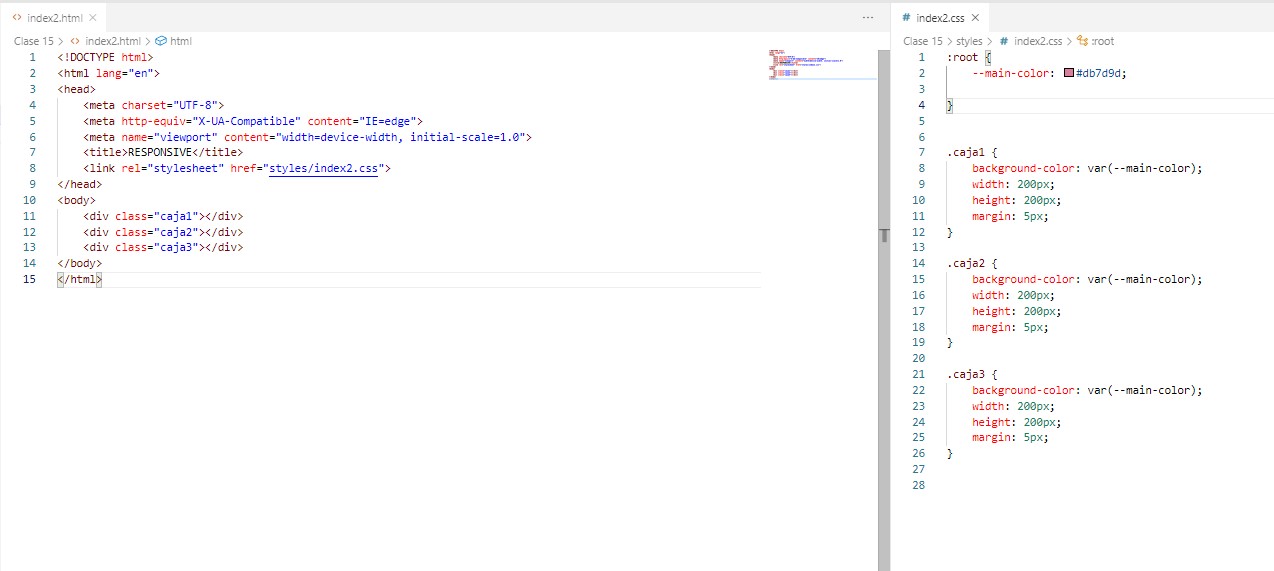 index2.html
Clase 15 > index2.html > html
1 <!DOCTYPE html>
2 <html lang="en">
3 <head>
4 <meta charset="UTF-8">
5 <meta http-equiv="X-UA-Compatible" content="IE=edge">
6 <meta name="viewport" content="width=device-width, initial-scale=1.0">
7 <title>RESPONSIVE</title>
8 <link rel="stylesheet" href="styles/index2.css">
9 </head>
10 <body>
11 <div class="caja1"></div>
12 <div class="caja2"></div>
13 <div class="caja3"></div>
14 </body>
15 </html>
index2.css
Clase 15 > styles > index2.css > :root
1 :root {
2 --main-color: #db7d9d;
3
4 }
5
6
7 .caja1 {
8 background-color: var(--main-color);
9 width: 200px;
10 height: 200px;
11 margin: 5px;
12 }
13
14 .caja2 {
15 background-color: var(--main-color);
16 width: 200px;
17 height: 200px;
18 margin: 5px;
19 }
20
21 .caja3 {
22 background-color: var(--main-color);
23 width: 200px;
24 height: 200px;
25 margin: 5px;
26 }
27
28